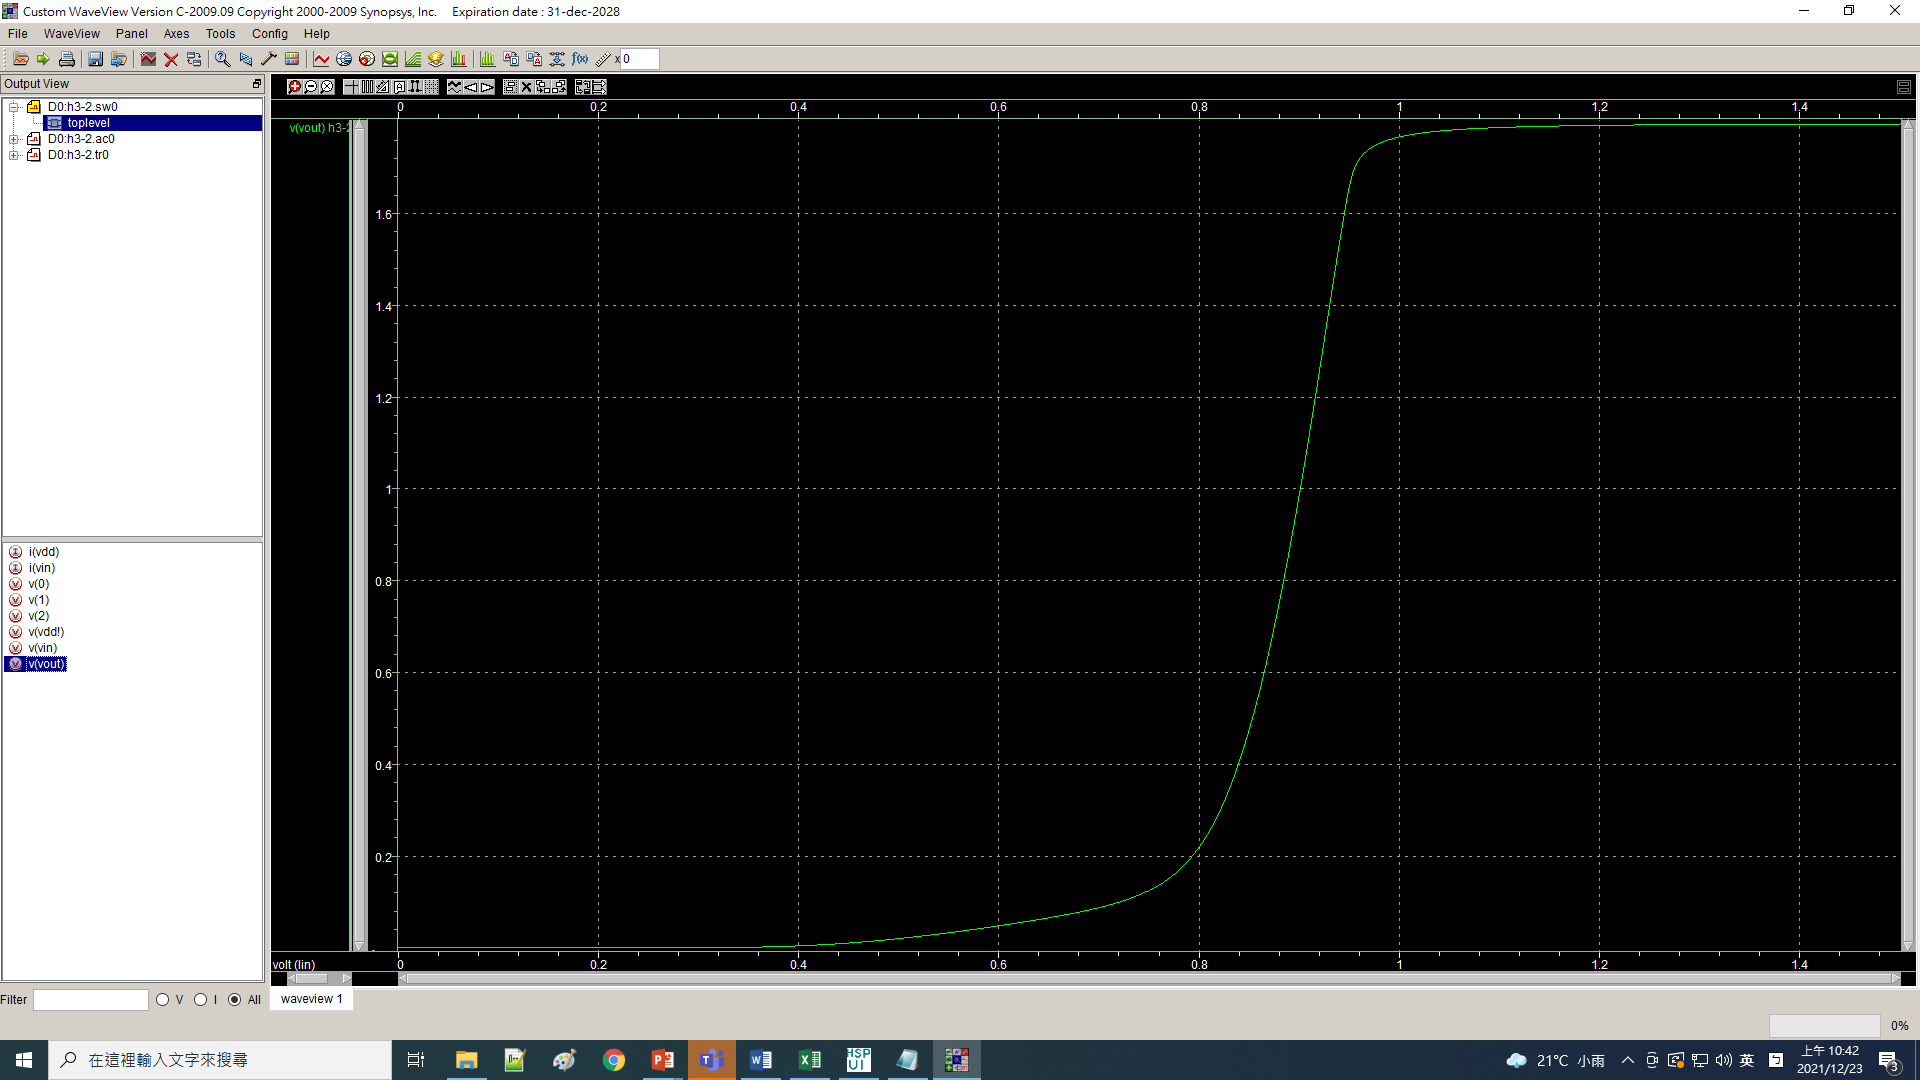 Custom WaveView Version C-2009.09 Copyright 2000-2009 Synopsys, Inc. Expiration date : 31-dec-2028
File WaveView Panel Axes Tools Config Help
x 0
Output View
D0:h3-2.sw0
toplevel
D0:h3-2.ac0
D0:h3-2.tr0
i(vdd)
i(vin)
v(0)
v(1)
v(2)
v(vdd!)
v(vin)
v(vout)
Filter V I All
0 0.2 0.4 0.6 0.8 1 1.2 1.4
v(vout) h3-2
1.6
1.4
1.2
1
0.8
0.6
0.4
0.2
volt (lin) 0 0.2 0.4 0.6 0.8 1 1.2 1.4
waveview 1
0%
在這裡輸入文字來搜尋
HSP UI
21°C 小雨
英
上午 10:42
2021/12/23
3